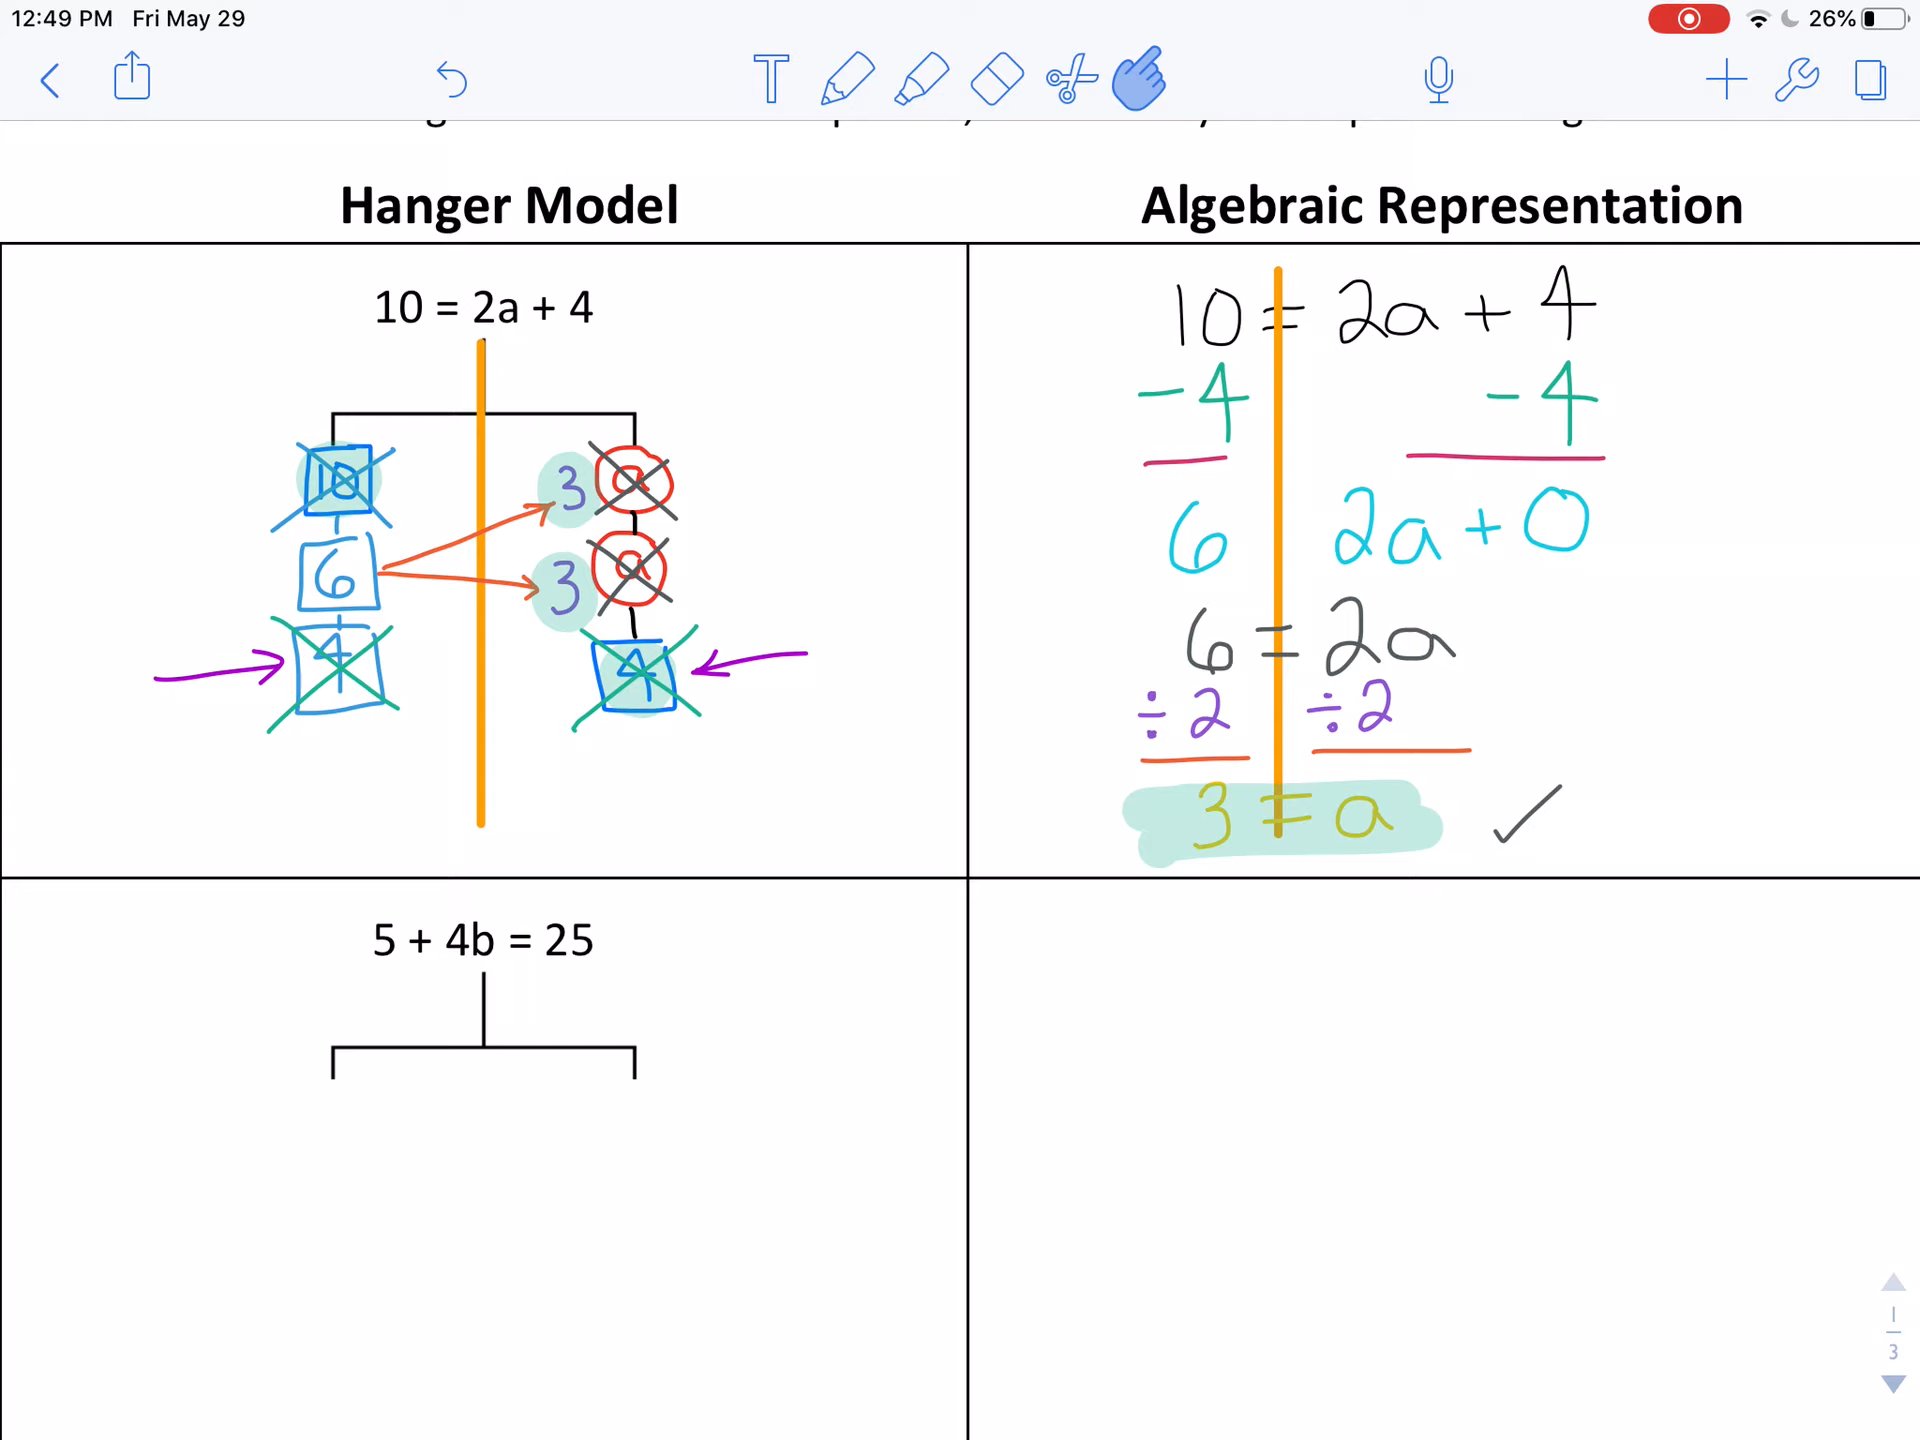 12:49 PM Fri May 29 26%
T
Hanger Model
Algebraic Representation
10 = 2a + 4
10
3 a
6
3 a
4
4
10 = 2a + 4
-4 -4
6 2a + 0
6 = 2a
÷2 ÷2
3 = a ✓
5 + 4b = 25
1
3